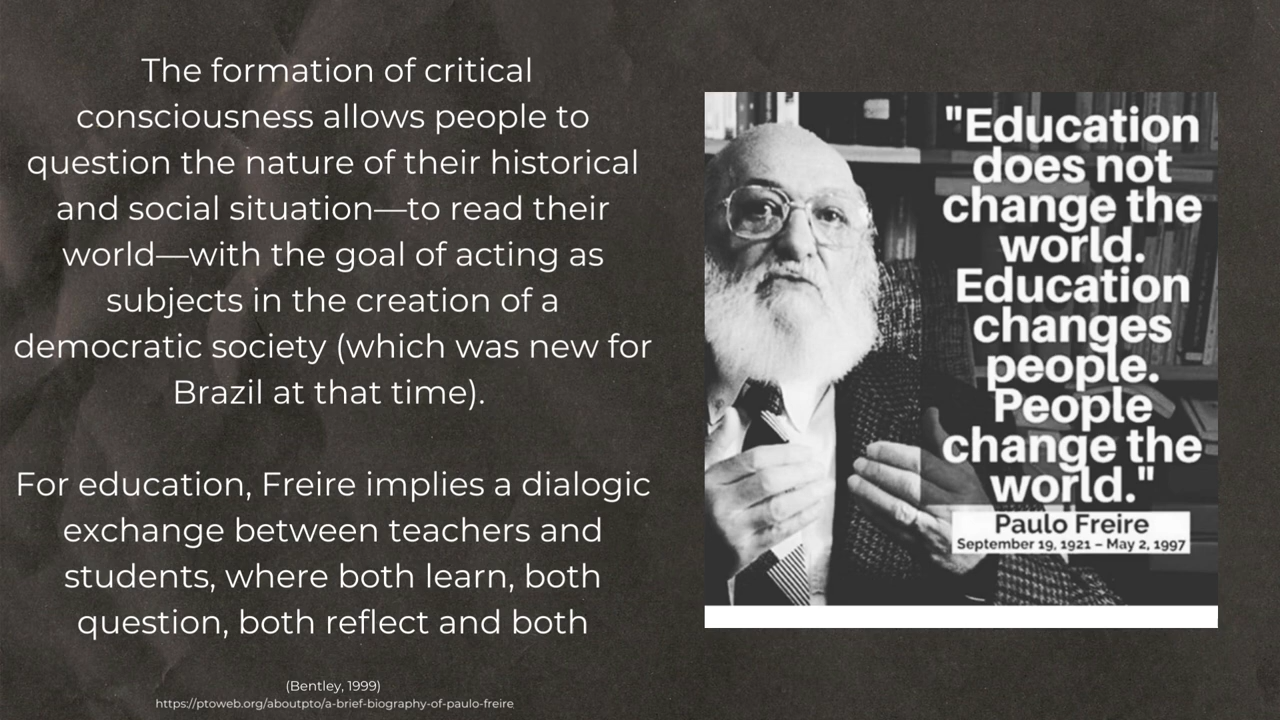 The formation of critical
consciousness allows people to
question the nature of their historical
and social situation—to read their
world—with the goal of acting as
subjects in the creation of a
democratic society (which was new for
Brazil at that time).
For education, Freire implies a dialogic
exchange between teachers and
students, where both learn, both
question, both reflect and both
(Bentley, 1999)
https://ptoweb.org/aboutpto/a-brief-biography-of-paulo-freire
"Education
does not
change the
world.
Education
changes
people.
People
change the
world."
Paulo Freire
September 19, 1921 – May 2, 1997